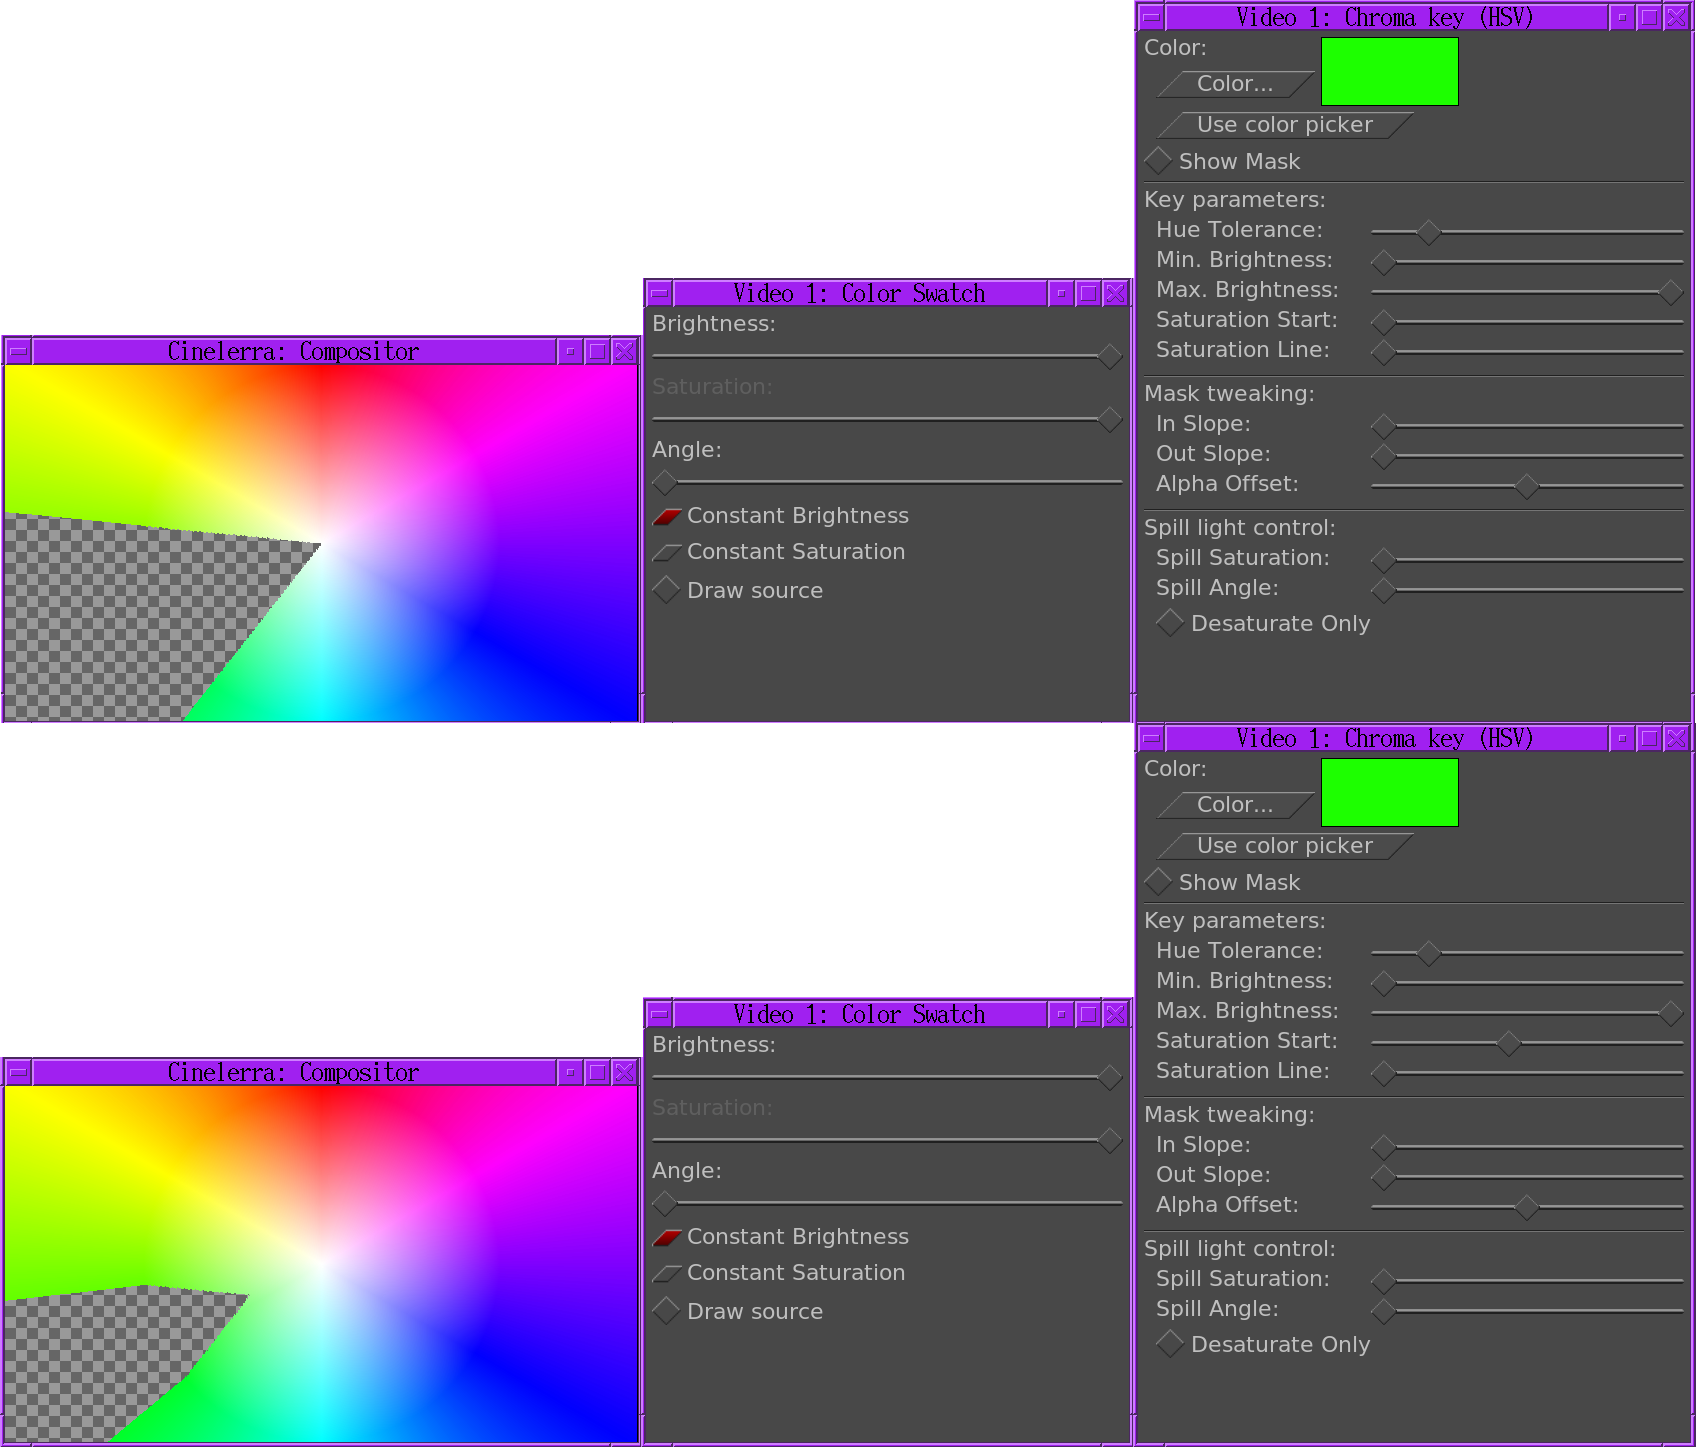 Video 1: Chroma key (HSV)
Color:
Color...
Use color picker
Show Mask
Key parameters:
Hue Tolerance:
Min. Brightness:
Max. Brightness:
Saturation Start:
Saturation Line:
Mask tweaking:
In Slope:
Out Slope:
Alpha Offset:
Spill light control:
Spill Saturation:
Spill Angle:
Desaturate Only
Video 1: Color Swatch
Brightness:
Saturation:
Angle:
Constant Brightness
Constant Saturation
Draw source
Cinelerra: Compositor
Video 1: Chroma key (HSV)
Color:
Color...
Use color picker
Show Mask
Key parameters:
Hue Tolerance:
Min. Brightness:
Max. Brightness:
Saturation Start:
Saturation Line:
Mask tweaking:
In Slope:
Out Slope:
Alpha Offset:
Spill light control:
Spill Saturation:
Spill Angle:
Desaturate Only
Video 1: Color Swatch
Brightness:
Saturation:
Angle:
Constant Brightness
Constant Saturation
Draw source
Cinelerra: Compositor